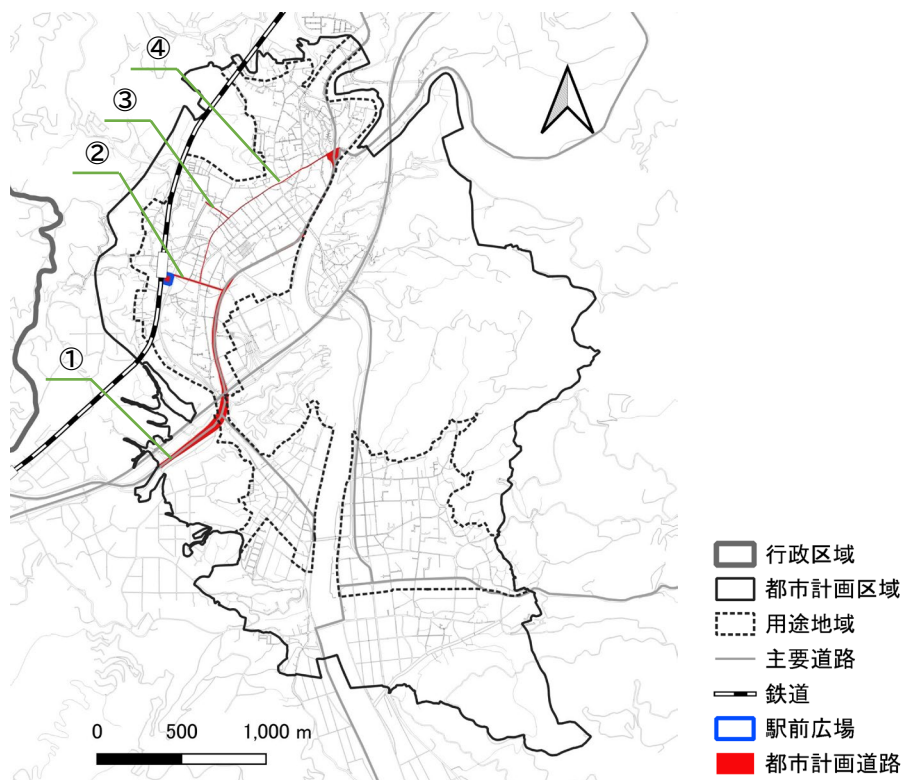 ④
③
②
①
0 500 1,000 m
行政区域
都市計画区域
用途地域
主要道路
鉄道
駅前広場
都市計画道路